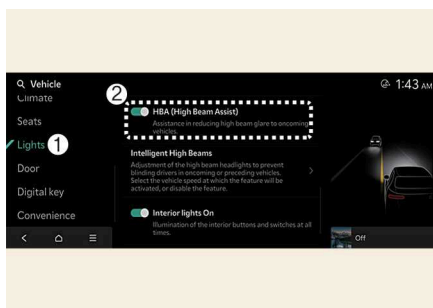 Vehicle
1:43 AM
Climate
Seats
Lights
1
Door
Digital key
Convenience
2
HBA (High Beam Assist)
Assistance in reducing high beam glare to oncoming
vehicles.
Intelligent High Beams
Adjustment of the high beam headlights to prevent
blinding drivers in oncoming or preceding vehicles.
Select the vehicle speed at which the feature will be
activated, or disable the feature.
Interior lights On
Illumination of the interior buttons and switches at all
times.
Off